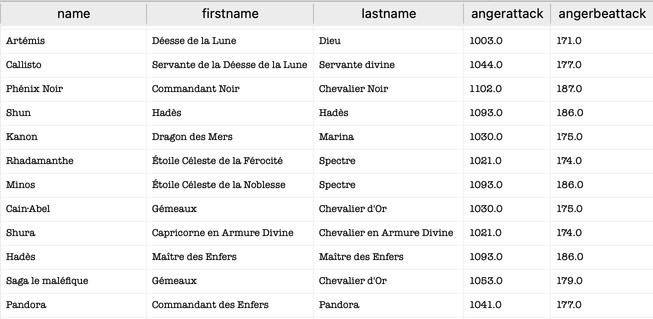 name firstname lastname angerattack angerbeattack
Artémis Déesse de la Lune Dieu 1003.0 171.0
Callisto Servante de la Déesse de la Lune Servante divine 1044.0 177.0
Phénix Noir Commandant Noir Chevalier Noir 1102.0 187.0
Shun Hadès Hadès 1093.0 186.0
Kanon Dragon des Mers Marina 1030.0 175.0
Rhadamanthe Étoile Céleste de la Férocité Spectre 1021.0 174.0
Minos Étoile Céleste de la Noblesse Spectre 1093.0 186.0
Cain-Abel Gémeaux Chevalier d'Or 1030.0 175.0
Shura Capricorne en Armure Divine Chevalier en Armure Divine 1021.0 174.0
Hadès Maître des Enfers Maître des Enfers 1093.0 186.0
Saga le maléfique Gémeaux Chevalier d'Or 1053.0 179.0
Pandora Commandant des Enfers Pandora 1041.0 177.0